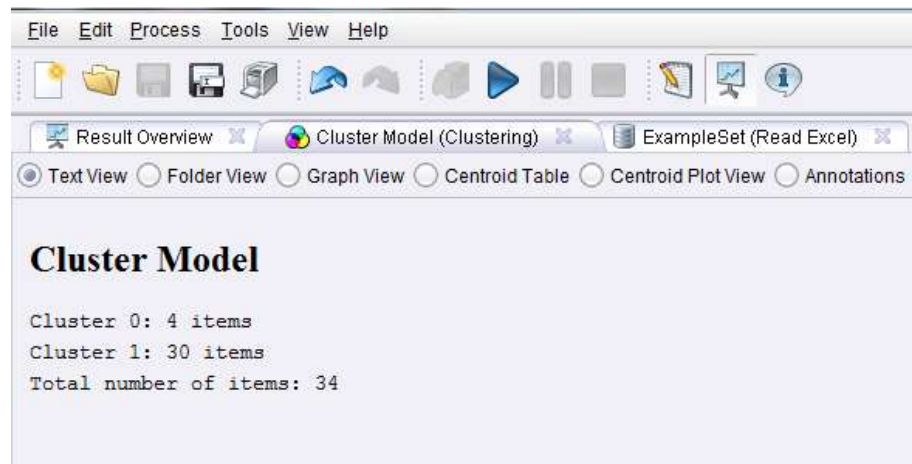 File Edit Process Tools View Help
Result Overview Cluster Model (Clustering) ExampleSet (Read Excel)
Text View Folder View Graph View Centroid Table Centroid Plot View Annotations
Cluster Model
Cluster 0: 4 items
Cluster 1: 30 items
Total number of items: 34